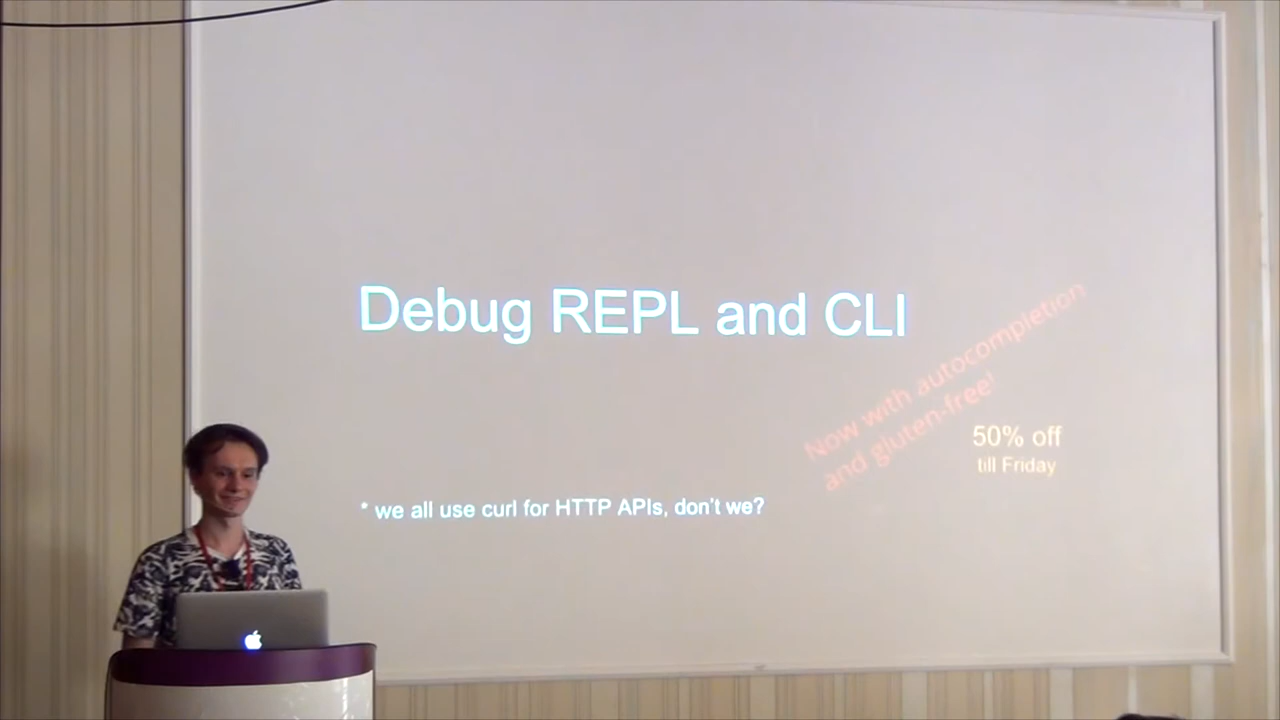 Debug REPL and CLI
Now with autocompletion
and gluten-free!
50% off
till Friday
* we all use curl for HTTP APIs, don't we?